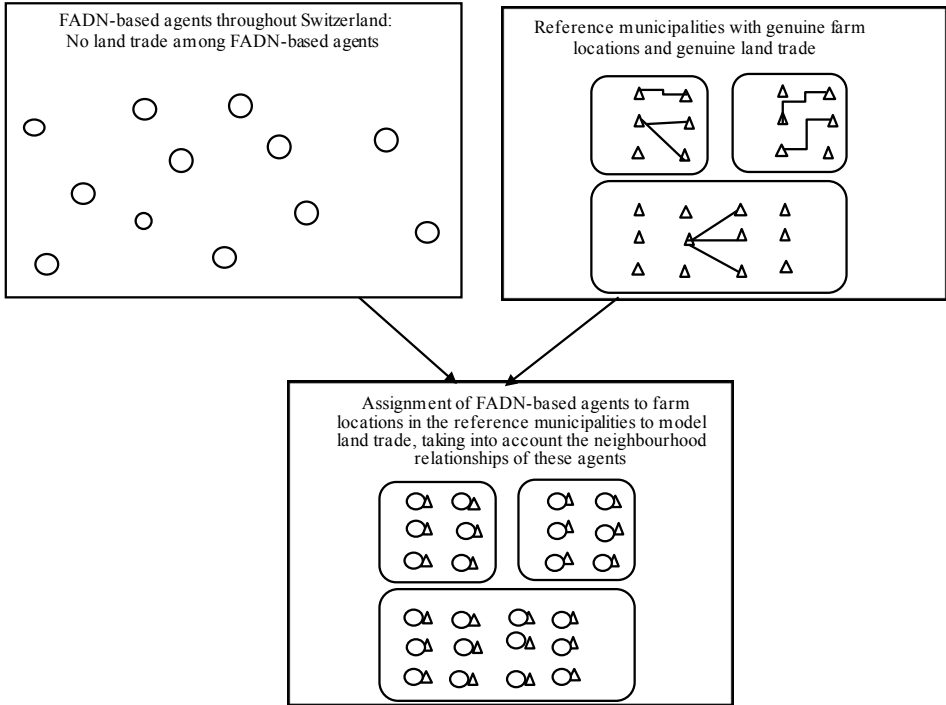 FADN-based agents throughout Switzerland:
No land trade among FADN-based agents
Reference municipalities with genuine farm
locations and genuine land trade
Assignment of FADN-based agents to farm
locations in the reference municipalities to model
land trade, taking into account the neighbourhood
relationships of these agents